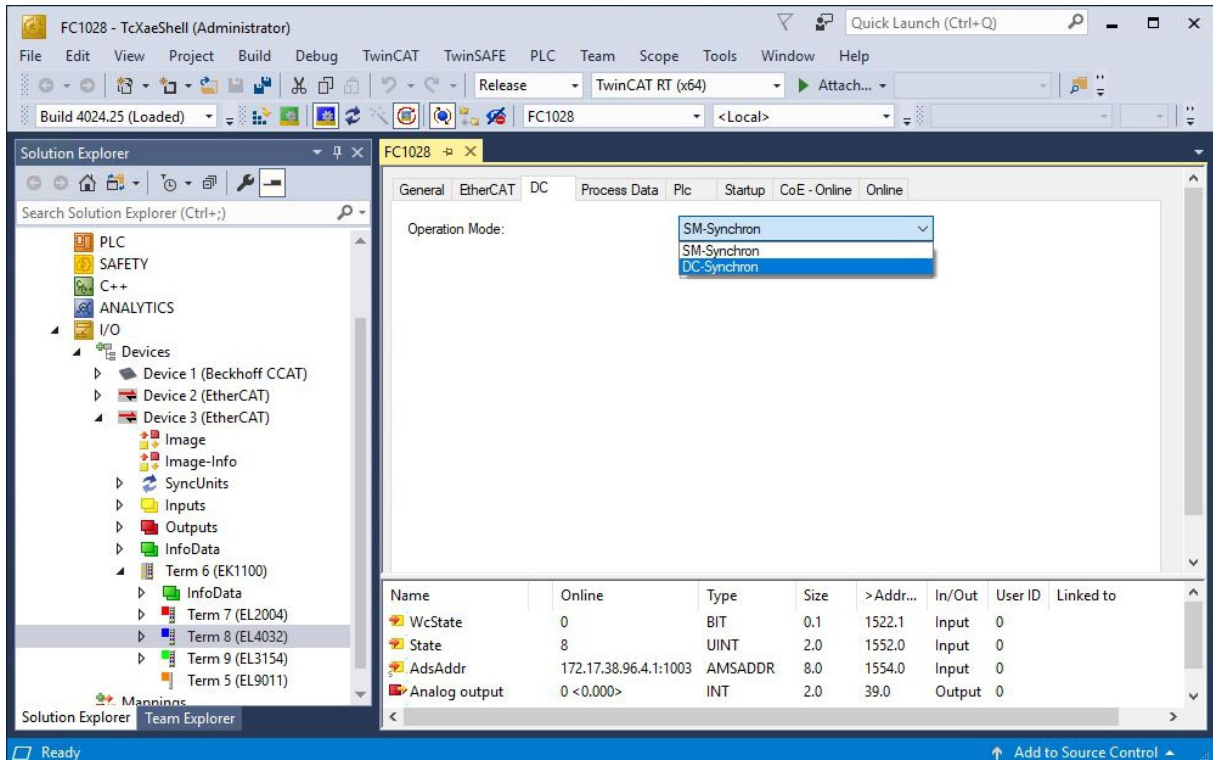 FC1028 - TcXaeShell (Administrator)
Quick Launch (Ctrl+Q)
File Edit View Project Build Debug TwinCAT TwinSAFE PLC Team Scope Tools Window Help
Release TwinCAT RT (x64) Attach...
Build 4024.25 (Loaded) FC1028 <Local>
Solution Explorer
Search Solution Explorer (Ctrl+;)
PLC
SAFETY
C++
ANALYTICS
I/O
Devices
Device 1 (Beckhoff CCAT)
Device 2 (EtherCAT)
Device 3 (EtherCAT)
Image
Image-Info
SyncUnits
Inputs
Outputs
InfoData
Term 6 (EK1100)
InfoData
Term 7 (EL2004)
Term 8 (EL4032)
Term 9 (EL3154)
Term 5 (EL9011)
Mappings
Solution Explorer Team Explorer
FC1028
General EtherCAT DC Process Data Plc Startup CoE - Online Online
Operation Mode: SM-Synchron
SM-Synchron
DC-Synchron
Name Online Type Size >Addr... In/Out User ID Linked to
WcState 0 BIT 0.1 1522.1 Input 0
State 8 UINT 2.0 1552.0 Input 0
AdsAddr 172.17.38.96.4.1:1003 AMSADDR 8.0 1554.0 Input 0
Analog output 0 <0.000> INT 2.0 39.0 Output 0
Ready Add to Source Control